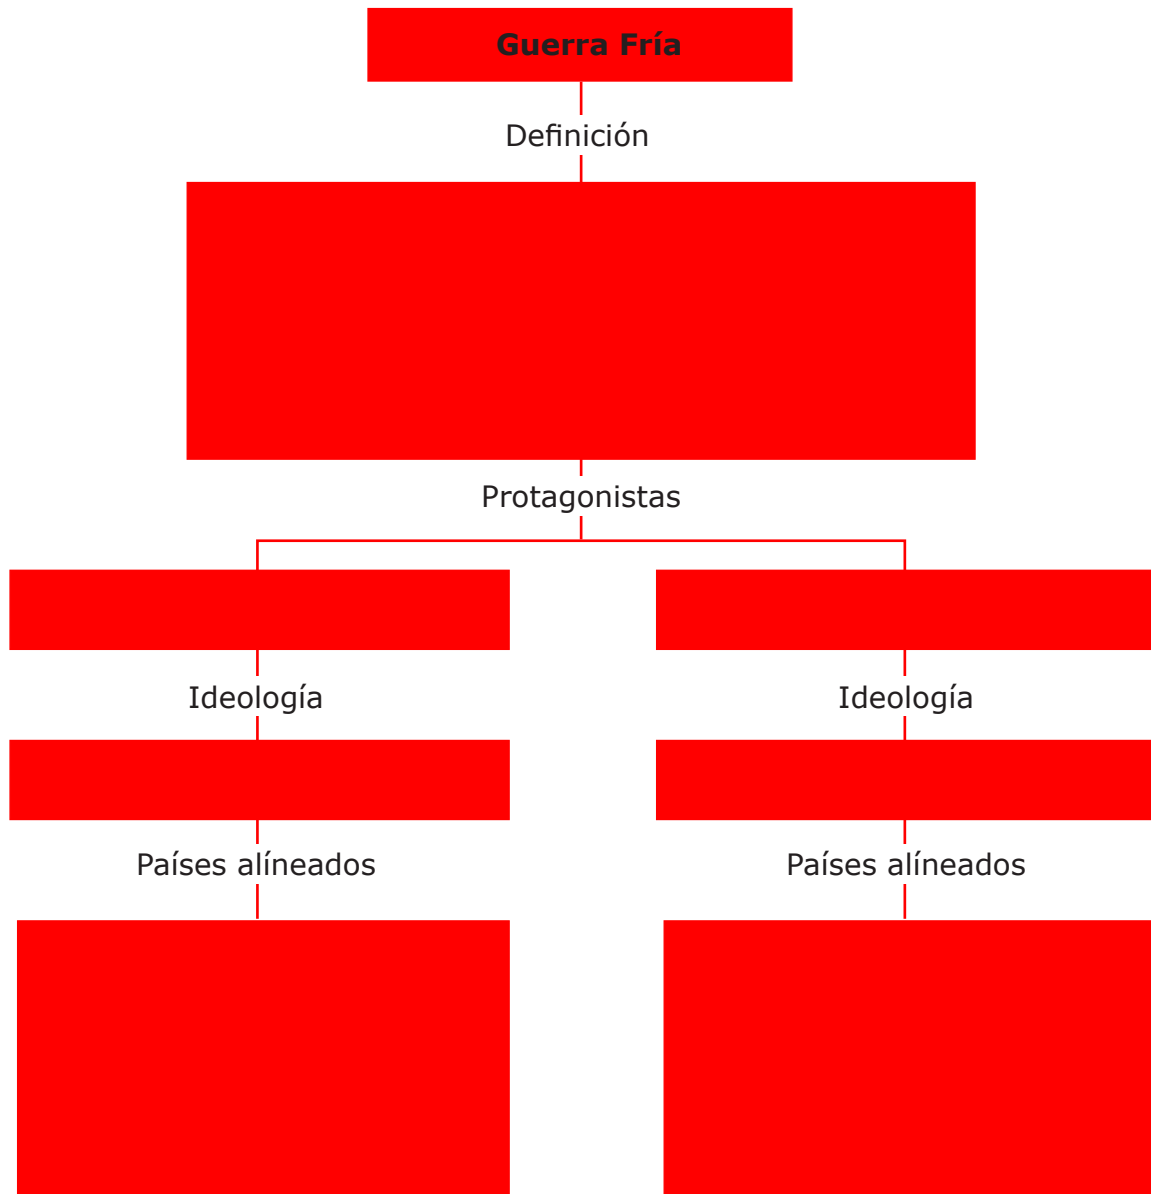 Guerra Fría
Definición
Protagonistas
Ideología
Ideología
Países alíneados
Países alíneados